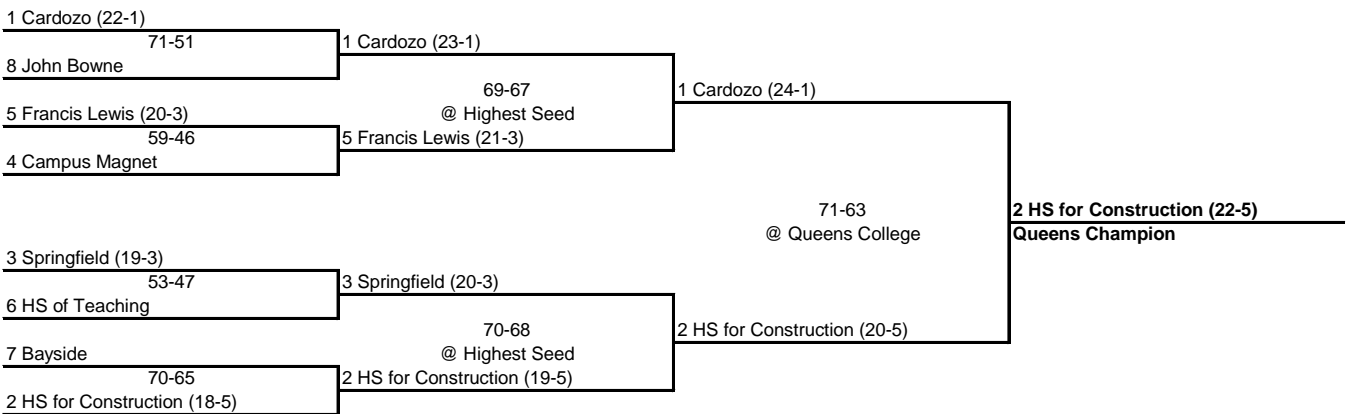 1 Cardozo (22-1)
71-51
8 John Bowne
1 Cardozo (23-1)
5 Francis Lewis (20-3)
59-46
4 Campus Magnet
69-67
@ Highest Seed
5 Francis Lewis (21-3)
1 Cardozo (24-1)
3 Springfield (19-3)
53-47
6 HS of Teaching
3 Springfield (20-3)
7 Bayside
70-65
2 HS for Construction (18-5)
70-68
@ Highest Seed
2 HS for Construction (19-5)
2 HS for Construction (20-5)
71-63
@ Queens College
2 HS for Construction (22-5)
Queens Champion